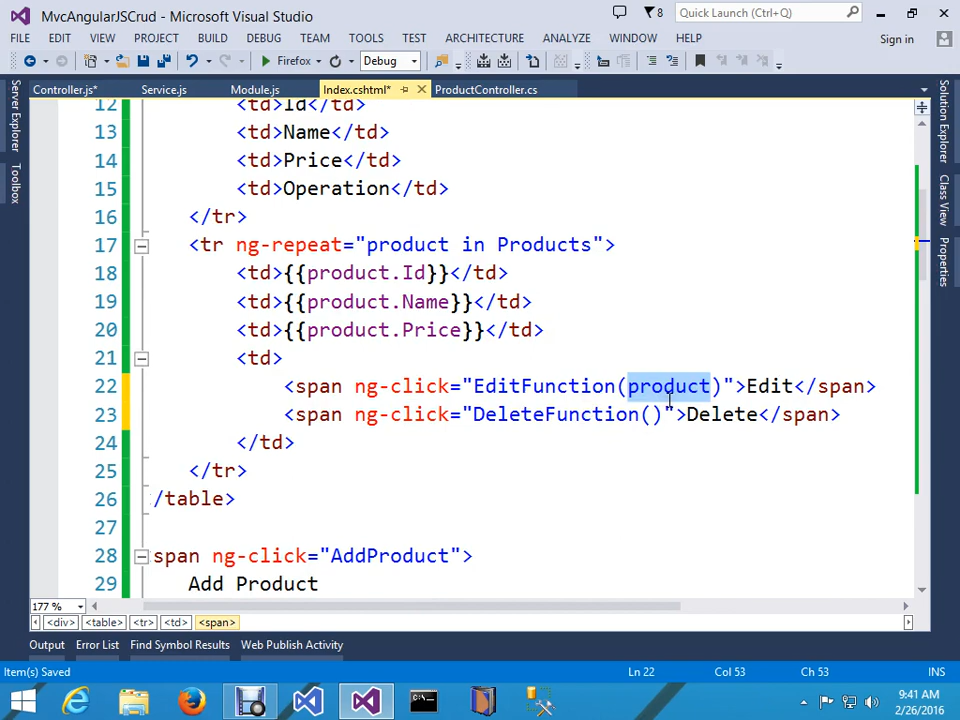 MvcAngularJSCrud - Microsoft Visual Studio
8
Quick Launch (Ctrl+Q)
FILE EDIT VIEW PROJECT BUILD DEBUG TEAM TOOLS TEST ARCHITECTURE ANALYZE WINDOW HELP Sign in
Firefox Debug
Controller.js* Service.js Module.js Index.cshtml* ProductController.cs
Server Explorer
Toolbox
Solution Explorer
Class View
Properties
12 <td>Id</td>
13 <td>Name</td>
14 <td>Price</td>
15 <td>Operation</td>
16 </tr>
17 <tr ng-repeat="product in Products">
18 <td>{{product.Id}}</td>
19 <td>{{product.Name}}</td>
20 <td>{{product.Price}}</td>
21 <td>
22 <span ng-click="EditFunction(product)">Edit</span>
23 <span ng-click="DeleteFunction()">Delete</span>
24 </td>
25 </tr>
26 /table>
27
28 span ng-click="AddProduct">
29 Add Product
177 %
<div> <table> <tr> <td> <span>
Output Error List Find Symbol Results Web Publish Activity
Item(s) Saved Ln 22 Col 53 Ch 53 INS
9:41 AM
2/26/2016